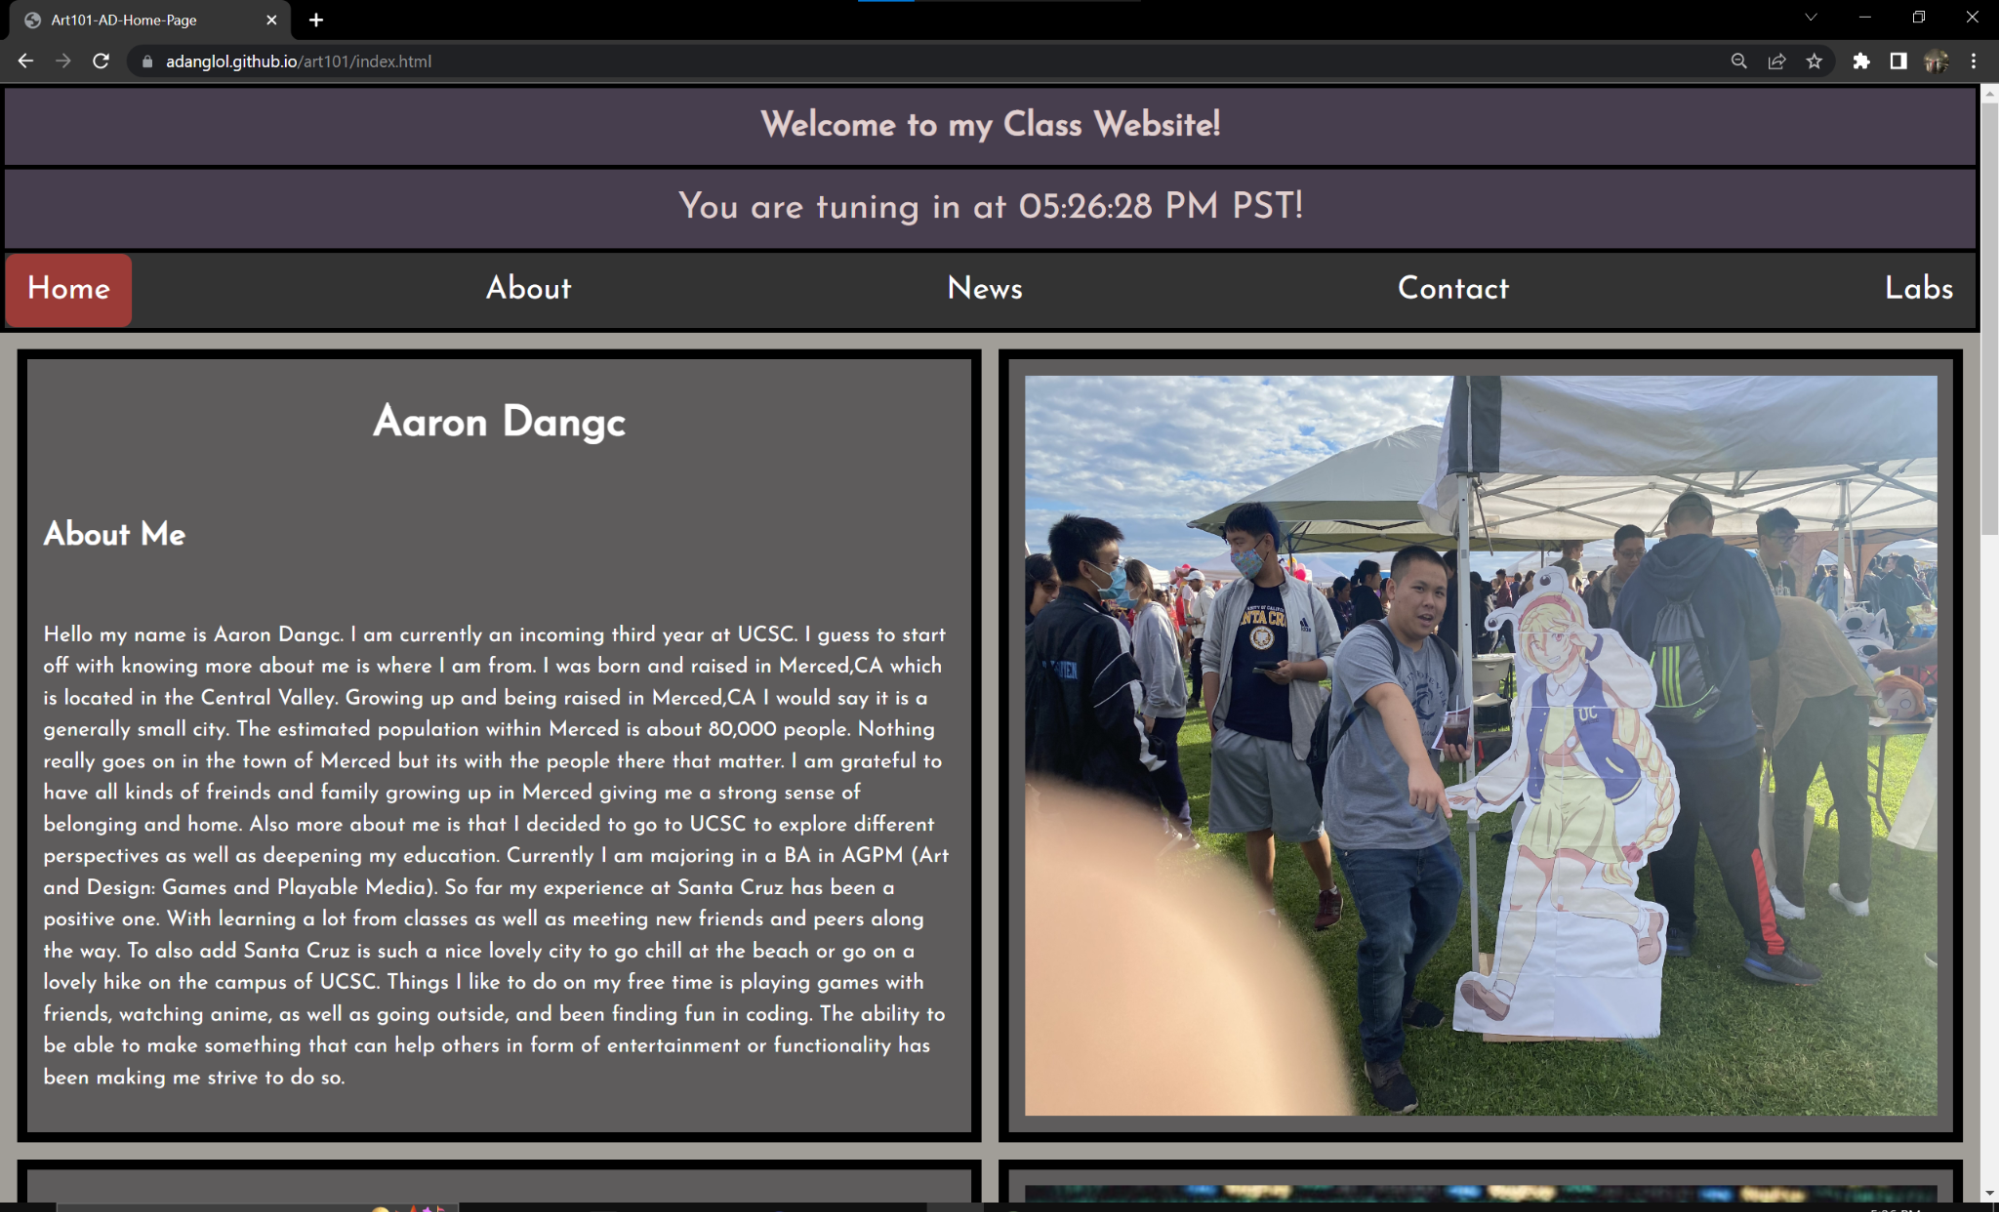 Art101-AD-Home-Page
adanglol.github.io/art101/index.html
Welcome to my Class Website!
You are tuning in at 05:26:28 PM PST!
Home About News Contact Labs
Aaron Dangc
About Me
Hello my name is Aaron Dangc. I am currently an incoming third year at UCSC. I guess to start
off with knowing more about me is where I am from. I was born and raised in Merced,CA which
is located in the Central Valley. Growing up and being raised in Merced,CA I would say it is a
generally small city. The estimated population within Merced is about 80,000 people. Nothing
really goes on in the town of Merced but its with the people there that matter. I am grateful to
have all kinds of freinds and family growing up in Merced giving me a strong sense of
belonging and home. Also more about me is that I decided to go to UCSC to explore different
perspectives as well as deepening my education. Currently I am majoring in a BA in AGPM (Art
and Design: Games and Playable Media). So far my experience at Santa Cruz has been a
positive one. With learning a lot from classes as well as meeting new friends and peers along
the way. To also add Santa Cruz is such a nice lovely city to go chill at the beach or go on a
lovely hike on the campus of UCSC. Things I like to do on my free time is playing games with
friends, watching anime, as well as going outside, and been finding fun in coding. The ability to
be able to make something that can help others in form of entertainment or functionality has
been making me strive to do so.
UC